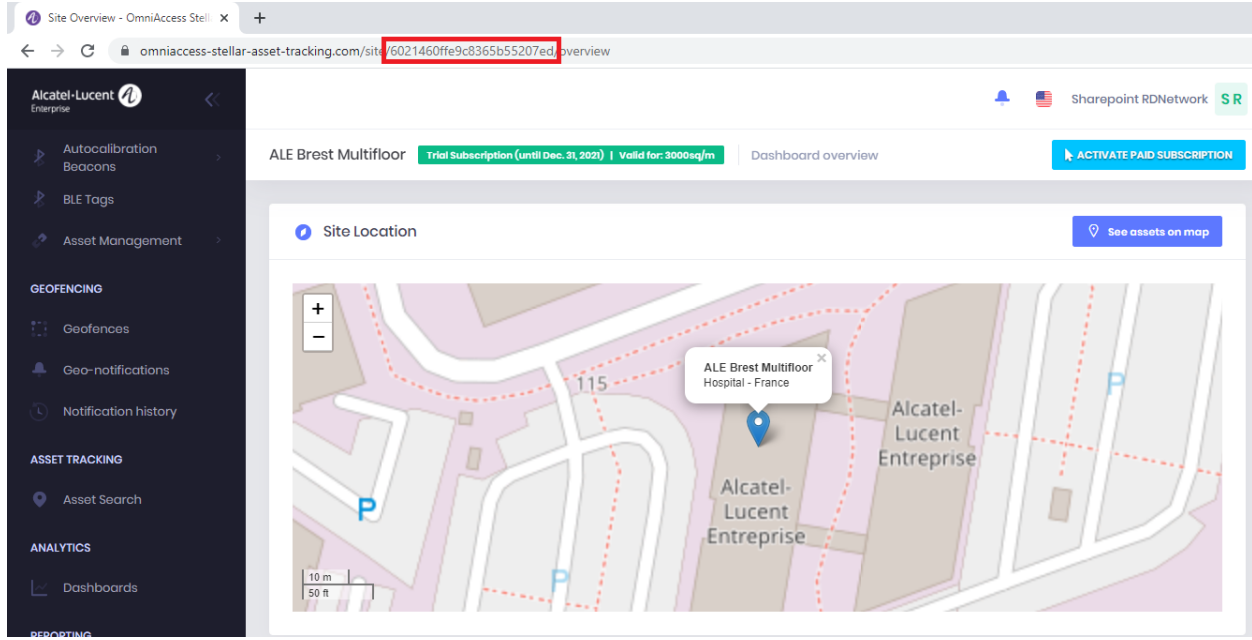 Site Overview - OmniAccess Stell
omniaccess-stellar-asset-tracking.com/site/6021460ffe9c8365b55207ed/overview
Alcatel·Lucent
Enterprise
Sharepoint RDNetwork SR
Autocalibration
Beacons
BLE Tags
Asset Management
GEOFENCING
Geofences
Geo-notifications
Notification history
ASSET TRACKING
Asset Search
ANALYTICS
Dashboards
REPORTING
ALE Brest Multifloor Trial Subscription (until Dec. 31, 2021) | Valid for: 3000sq/m Dashboard overview ACTIVATE PAID SUBSCRIPTION
Site Location See assets on map
+
−
ALE Brest Multifloor ×
Hospital - France
115
P
Alcatel-
Lucent
Entreprise
Alcatel-
Lucent
Entreprise
P
P
10 m
50 ft